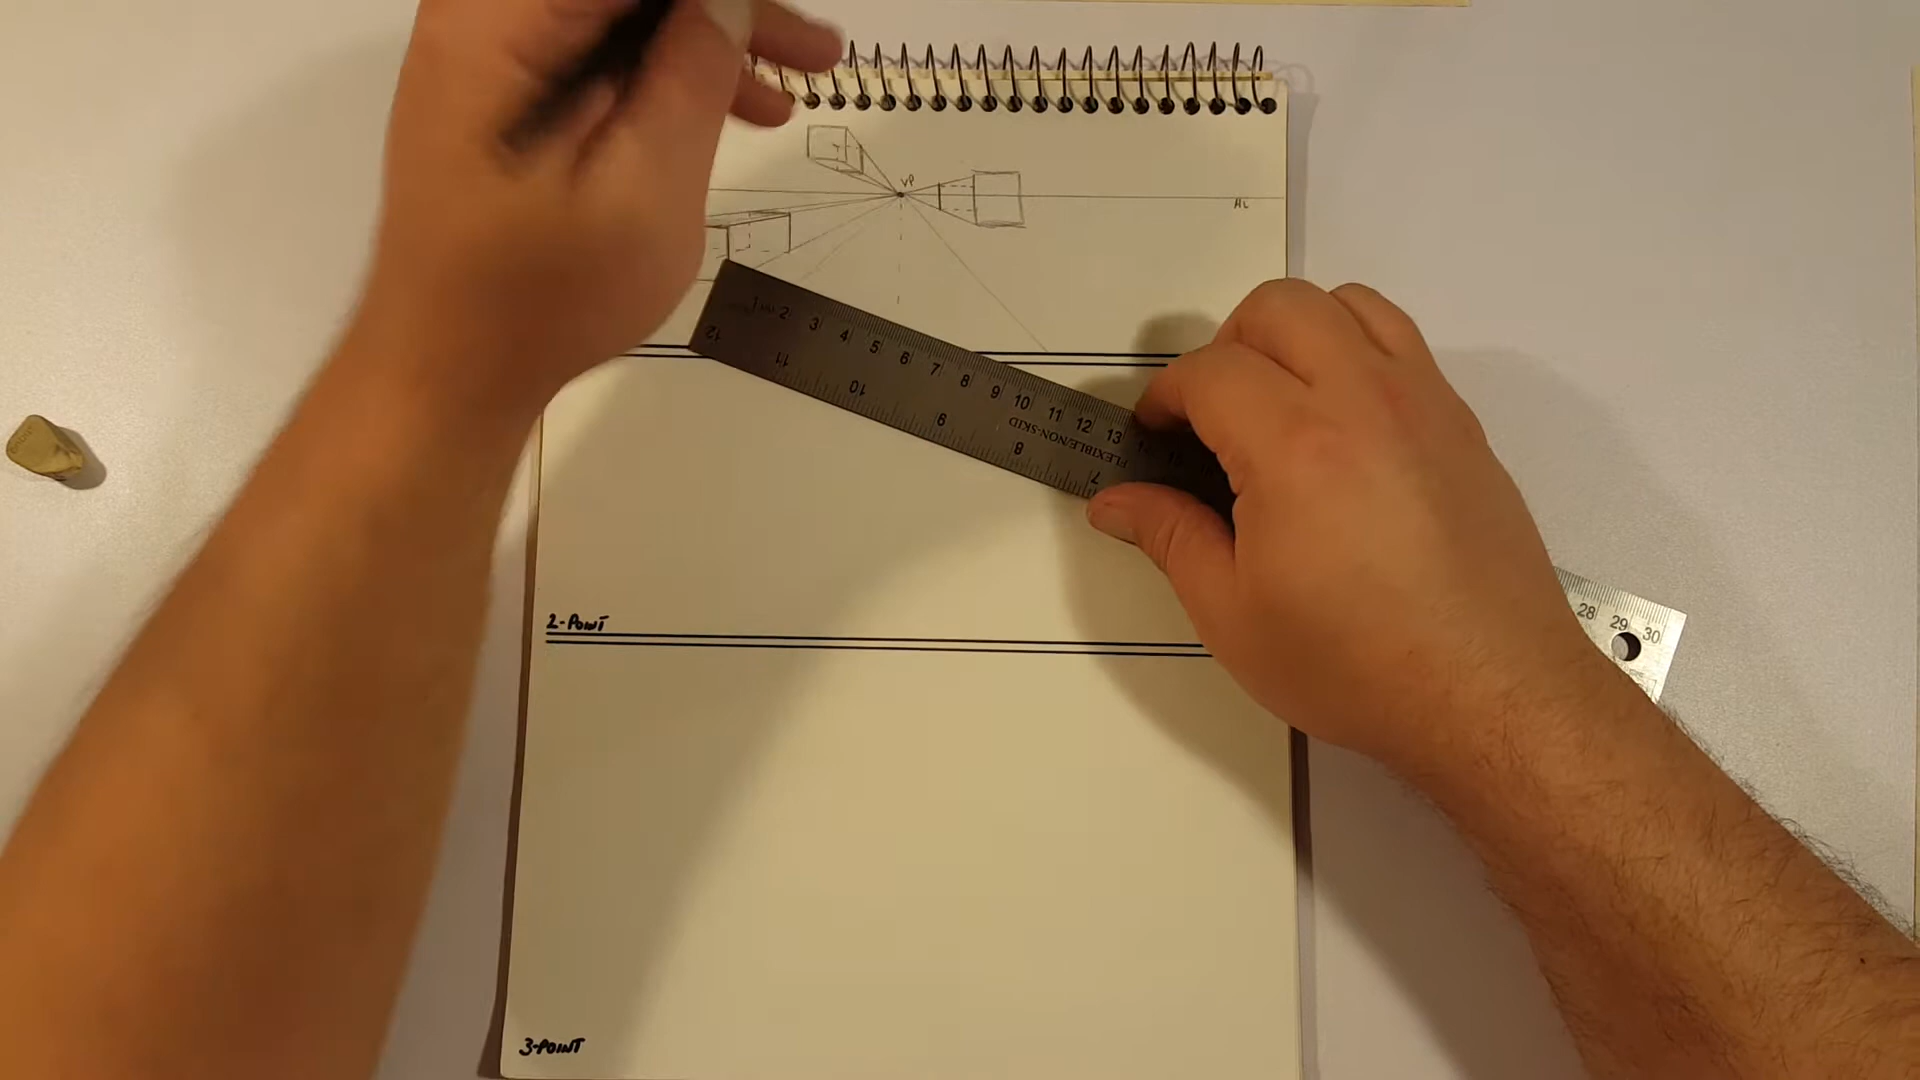 VP
HL
1 2 3 4 5 6 7 8 9 10 11 12 13
12 11 10 9 8 7
FLEXIBLE/NON-SKID
28 29 30
2-POINT
3-POINT